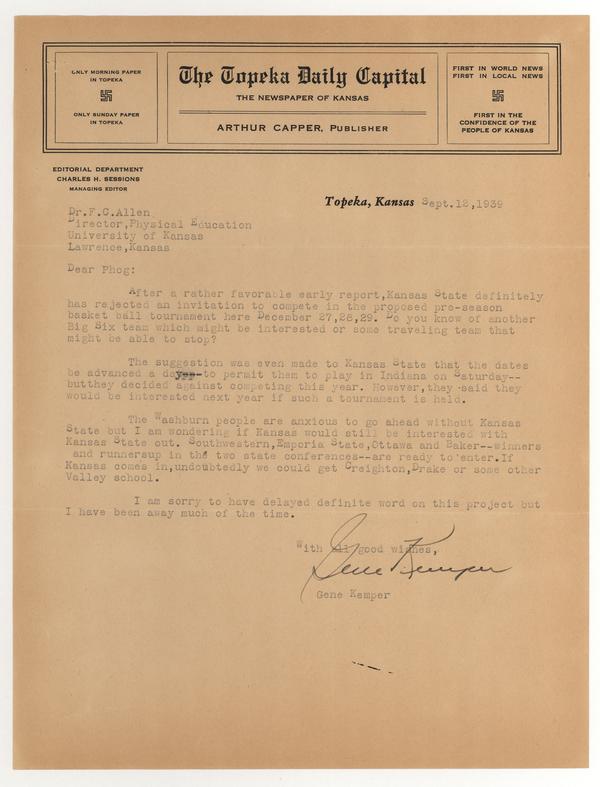 ONLY MORNING PAPER
IN TOPEKA
ONLY SUNDAY PAPER
IN TOPEKA
The Topeka Daily Capital
THE NEWSPAPER OF KANSAS
ARTHUR CAPPER, PUBLISHER
FIRST IN WORLD NEWS
FIRST IN LOCAL NEWS
FIRST IN THE
CONFIDENCE OF THE
PEOPLE OF KANSAS
EDITORIAL DEPARTMENT
CHARLES H. SESSIONS
MANAGING EDITOR
Topeka, Kansas Sept.12,1939
Dr.F.C.Allen
Director,Physical Education
University of Kansas
Lawrence,Kansas
Dear Phog:
After a rather favorable early report,Kansas State definitely
has rejected an invitation to compete in the proposed pre-season
basket ball tournament here December 27,28,29. Do you know of another
Big Six team which might be interested or some traveling team that
might be able to stop?
The suggestion was even made to Kansas State that the dates
be advanced a day to permit them to play in Indiana on Saturday--
butthey decided against competing this year. However,they said they
would be interested next year if such a tournament is held.
The Washburn people are anxious to go ahead without Kansas
State but I am wondering if Kansas would still be interested with
Kansas State out. Southwestern,Emporia State,Ottawa and Baker--winners
and runnersup in the two state conferences--are ready to enter.If
Kansas comes in,undoubtedly we could get Creighton,Drake or some other
Valley school.
I am sorry to have delayed definite word on this project but
I have been away much of the time.
With all good wishes,
Gene Kemper
Gene Kemper